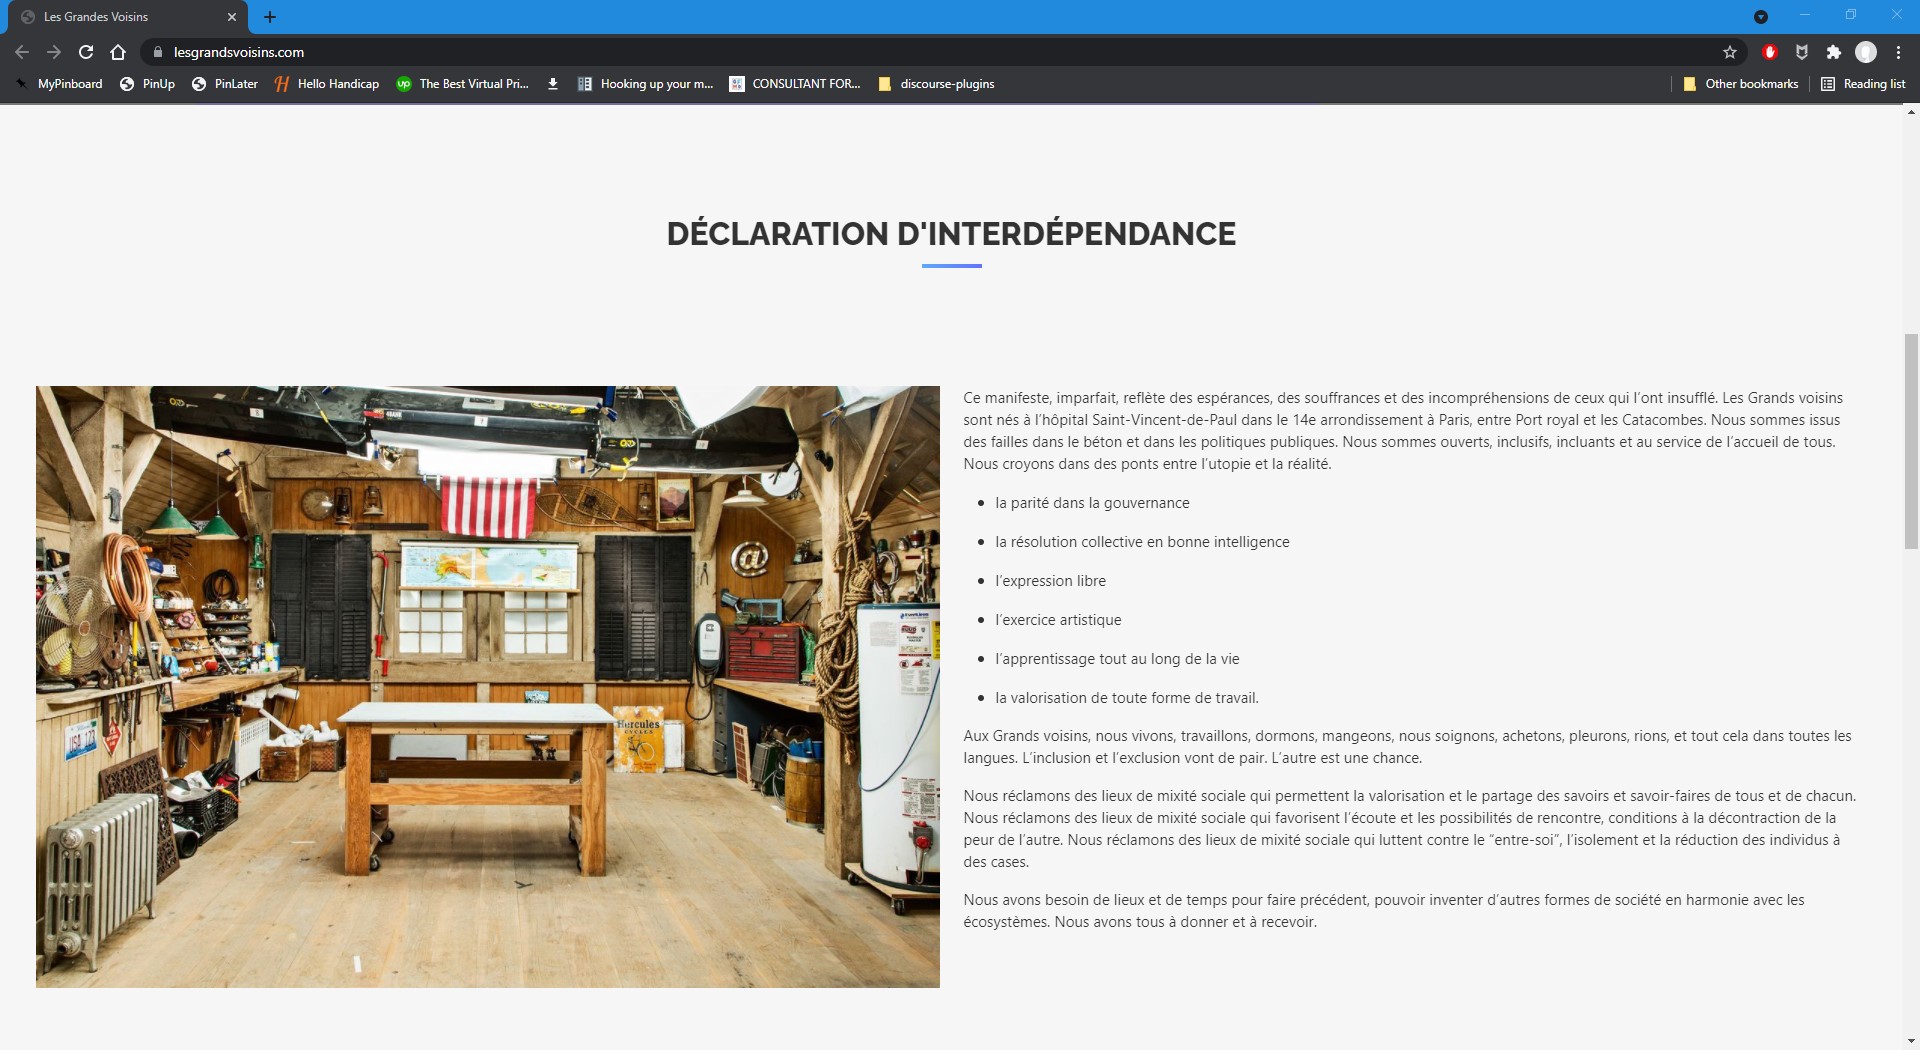 Les Grandes Voisins
lesgrandsvoisins.com
MyPinboard PinUp PinLater Hello Handicap The Best Virtual Pri... Hooking up your m... CONSULTANT FOR... discourse-plugins Other bookmarks Reading list
DÉCLARATION D'INTERDÉPENDANCE
Ce manifeste, imparfait, reflète des espérances, des souffrances et des incompréhensions de ceux qui l’ont insufflé. Les Grands voisins
sont nés à l’hôpital Saint-Vincent-de-Paul dans le 14e arrondissement à Paris, entre Port royal et les Catacombes. Nous sommes issus
des failles dans le béton et dans les politiques publiques. Nous sommes ouverts, inclusifs, incluants et au service de l’accueil de tous.
Nous croyons dans des ponts entre l’utopie et la réalité.
• la parité dans la gouvernance
• la résolution collective en bonne intelligence
• l’expression libre
• l’exercice artistique
• l’apprentissage tout au long de la vie
• la valorisation de toute forme de travail.
Aux Grands voisins, nous vivons, travaillons, dormons, mangeons, nous soignons, achetons, pleurons, rions, et tout cela dans toutes les
langues. L’inclusion et l’exclusion vont de pair. L’autre est une chance.
Nous réclamons des lieux de mixité sociale qui permettent la valorisation et le partage des savoirs et savoir-faires de tous et de chacun.
Nous réclamons des lieux de mixité sociale qui favorisent l’écoute et les possibilités de rencontre, conditions à la décontraction de la
peur de l’autre. Nous réclamons des lieux de mixité sociale qui luttent contre le “entre-soi”, l’isolement et la réduction des individus à
des cases.
Nous avons besoin de lieux et de temps pour faire précédent, pouvoir inventer d’autres formes de société en harmonie avec les
écosystèmes. Nous avons tous à donner et à recevoir.
Hercules
CYCLES
USA 123